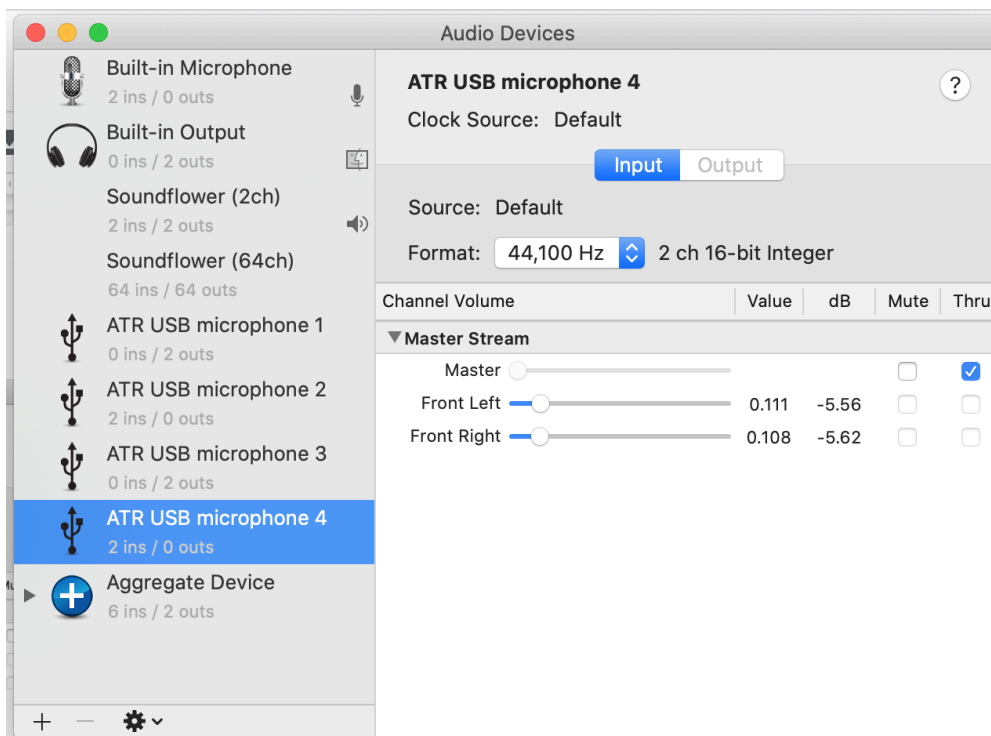 Audio Devices
Built-in Microphone
2 ins / 0 outs
Built-in Output
0 ins / 2 outs
Soundflower (2ch)
2 ins / 2 outs
Soundflower (64ch)
64 ins / 64 outs
ATR USB microphone 1
0 ins / 2 outs
ATR USB microphone 2
2 ins / 0 outs
ATR USB microphone 3
0 ins / 2 outs
ATR USB microphone 4
2 ins / 0 outs
Aggregate Device
6 ins / 2 outs
ATR USB microphone 4
?
Clock Source: Default
Input Output
Source: Default
Format: 44,100 Hz 2 ch 16-bit Integer
Channel Volume Value dB Mute Thru
Master Stream
Master
Front Left 0.111 -5.56
Front Right 0.108 -5.62